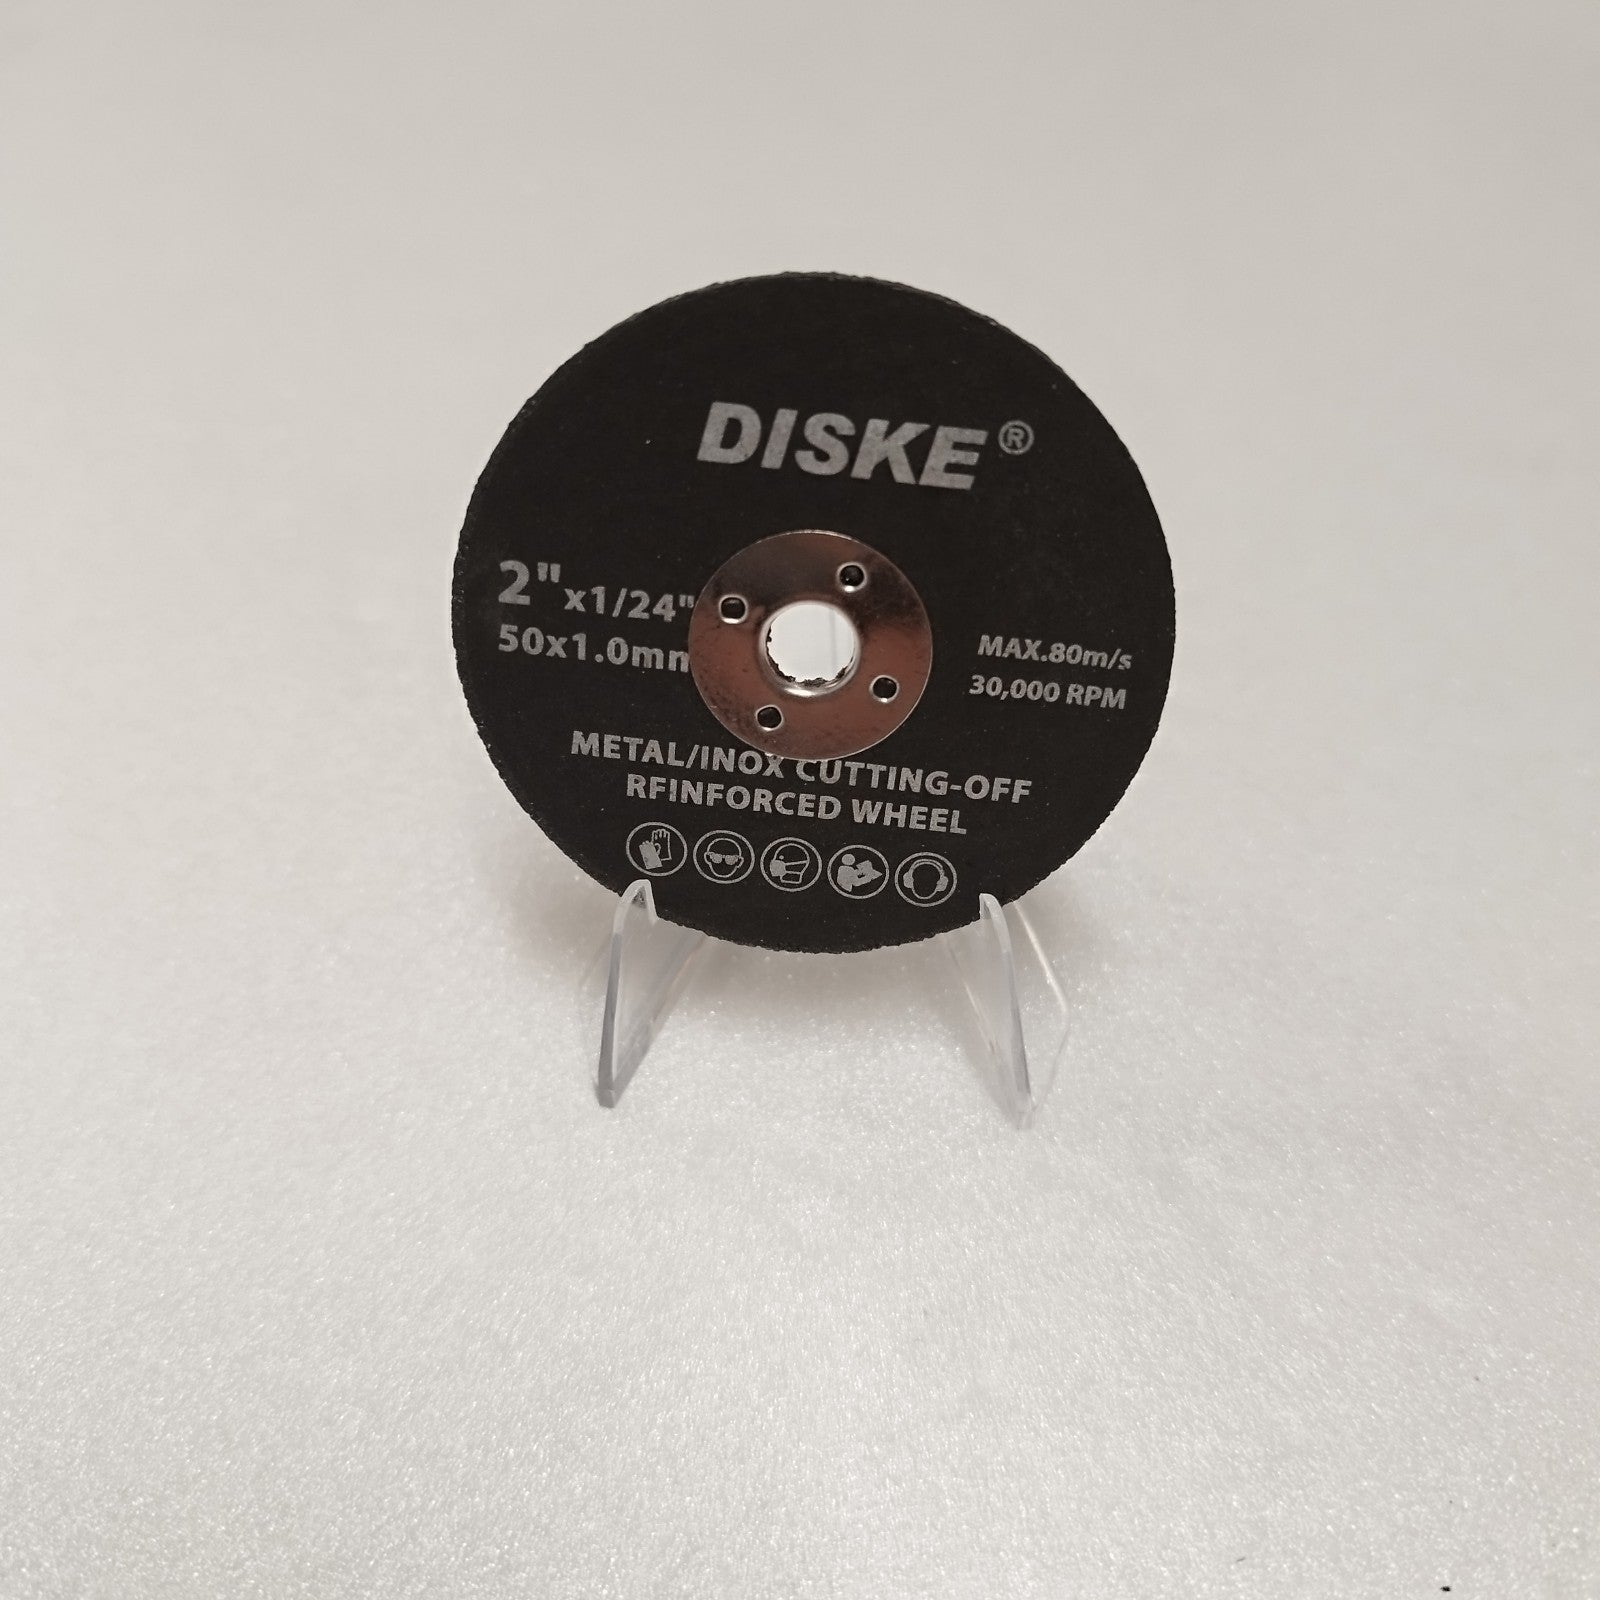 DISKE®
2"x1/24"
50x1.0mm
MAX.80m/s
30,000 RPM
METAL/INOX CUTTING-OFF
RFINFORCED WHEEL